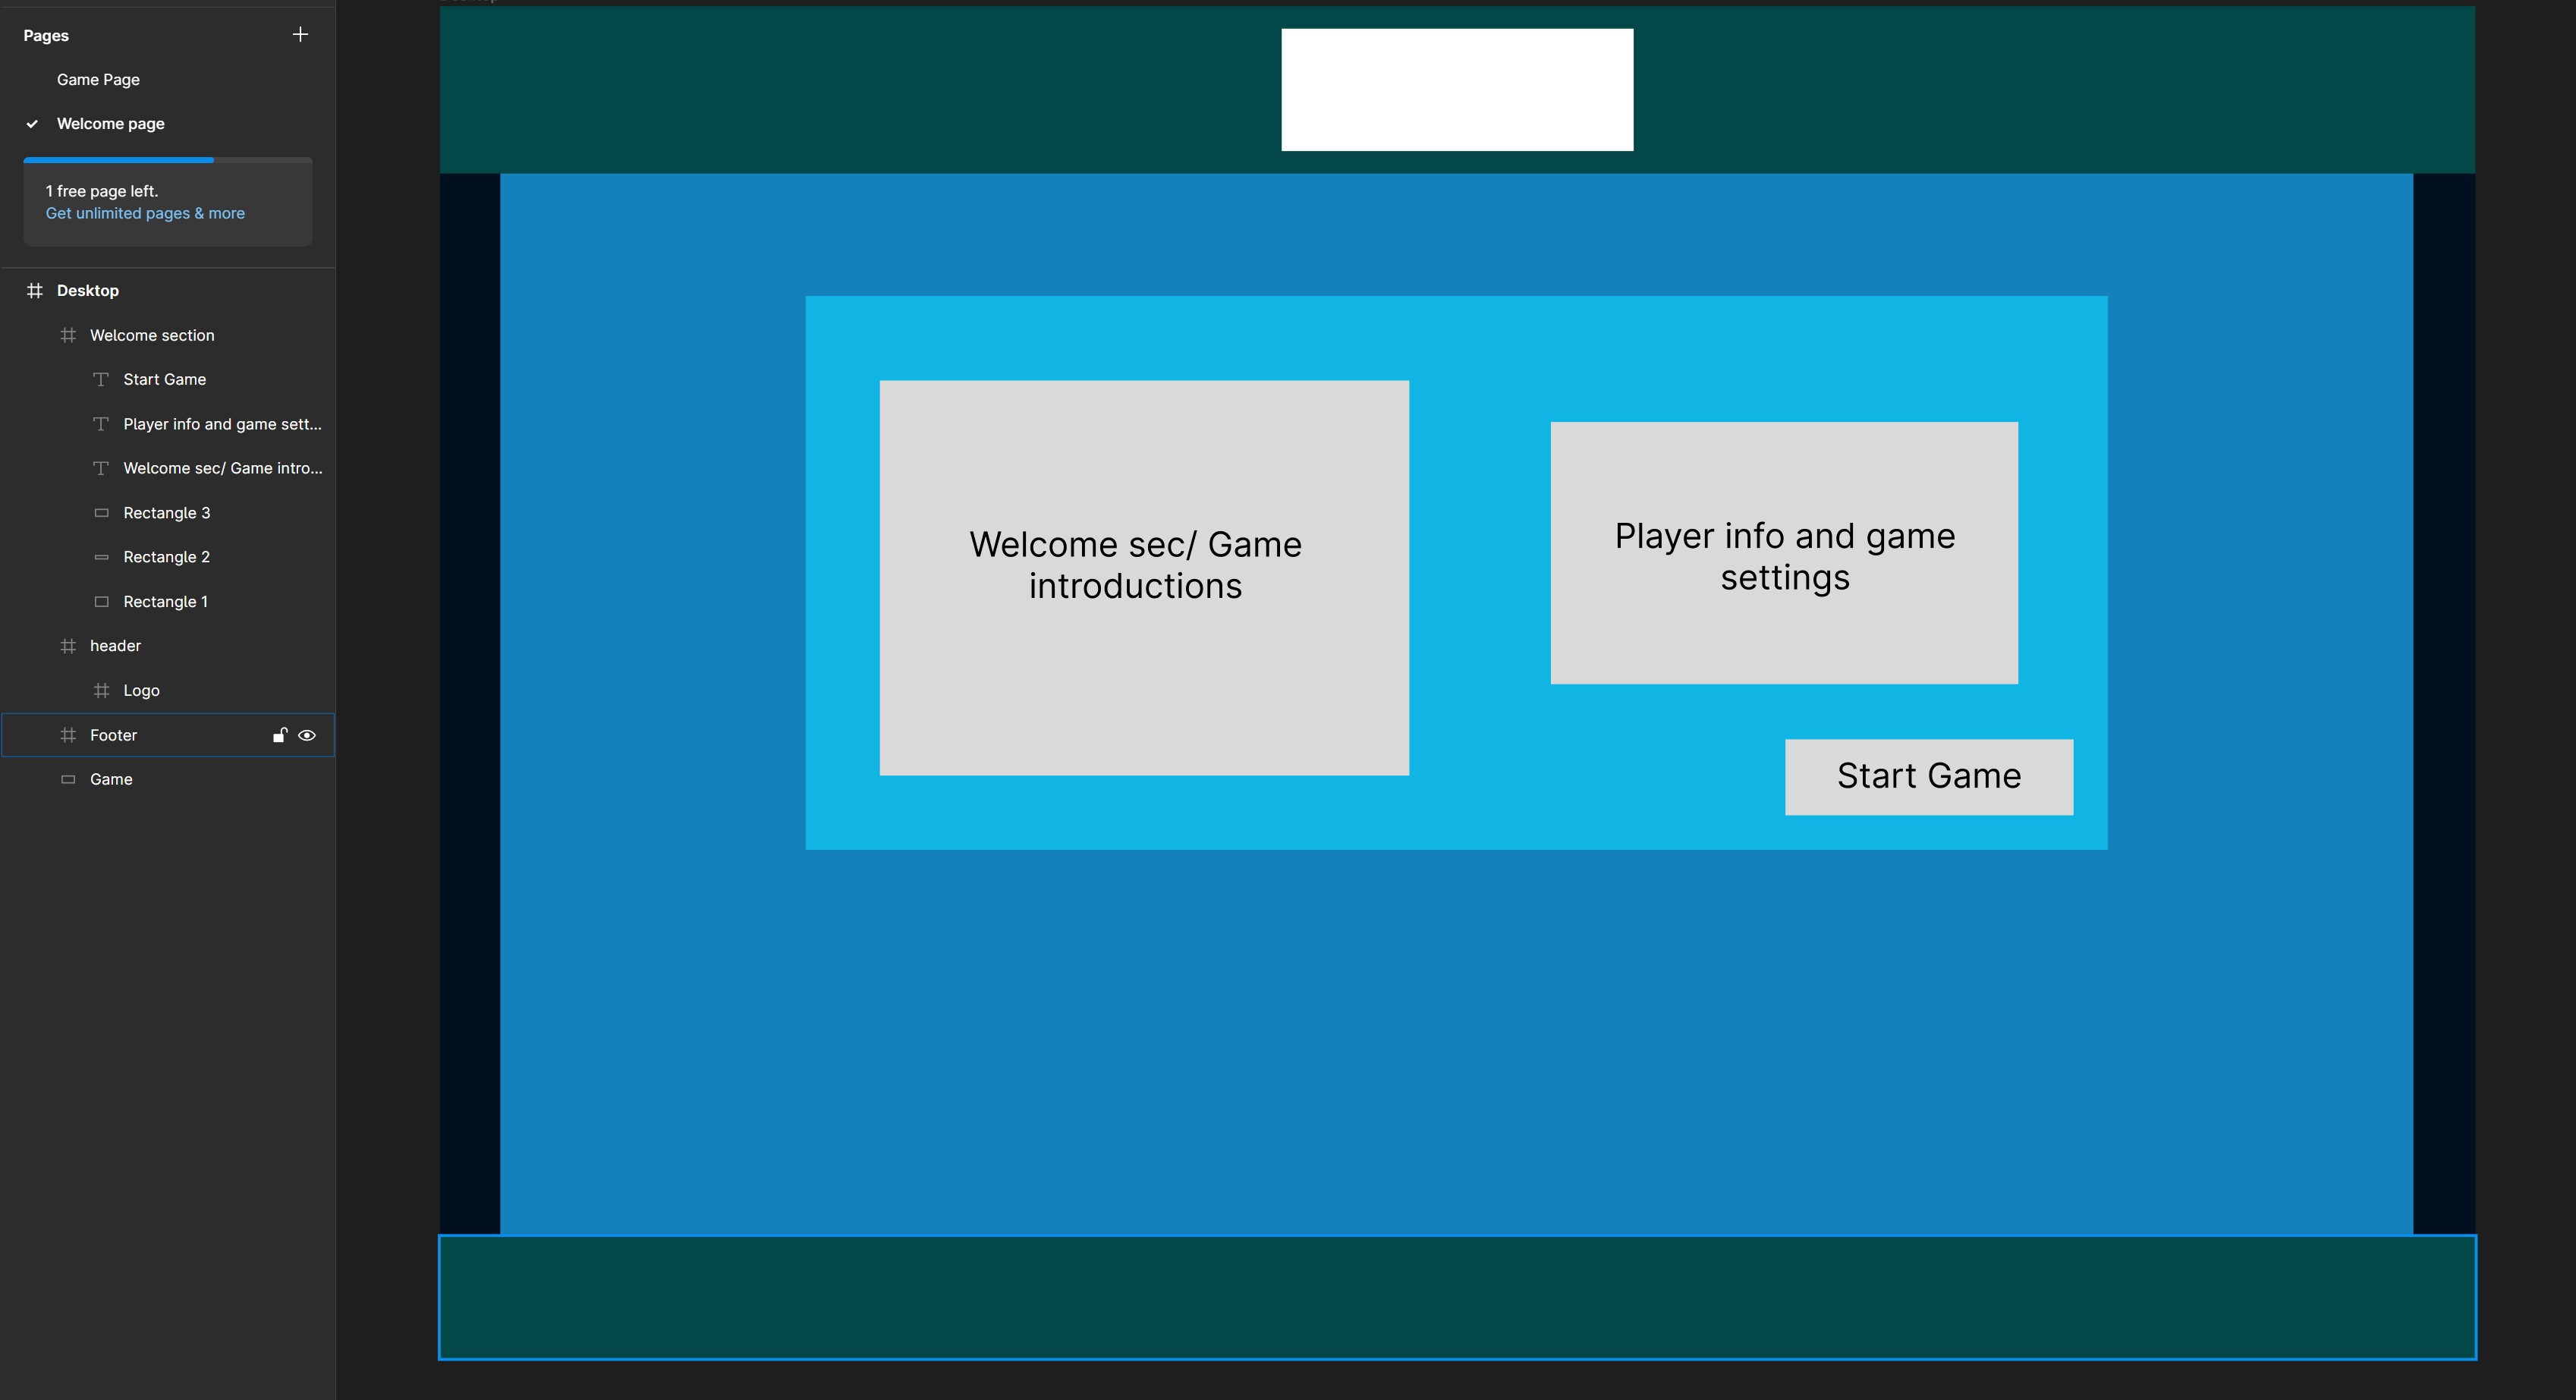 Pages
Game Page
Welcome page
1 free page left.
Get unlimited pages & more
Desktop
Welcome section
Start Game
Player info and game sett...
Welcome sec/ Game intro...
Rectangle 3
Rectangle 2
Rectangle 1
header
Logo
Footer
Game
Welcome sec/ Game
introductions
Player info and game
settings
Start Game